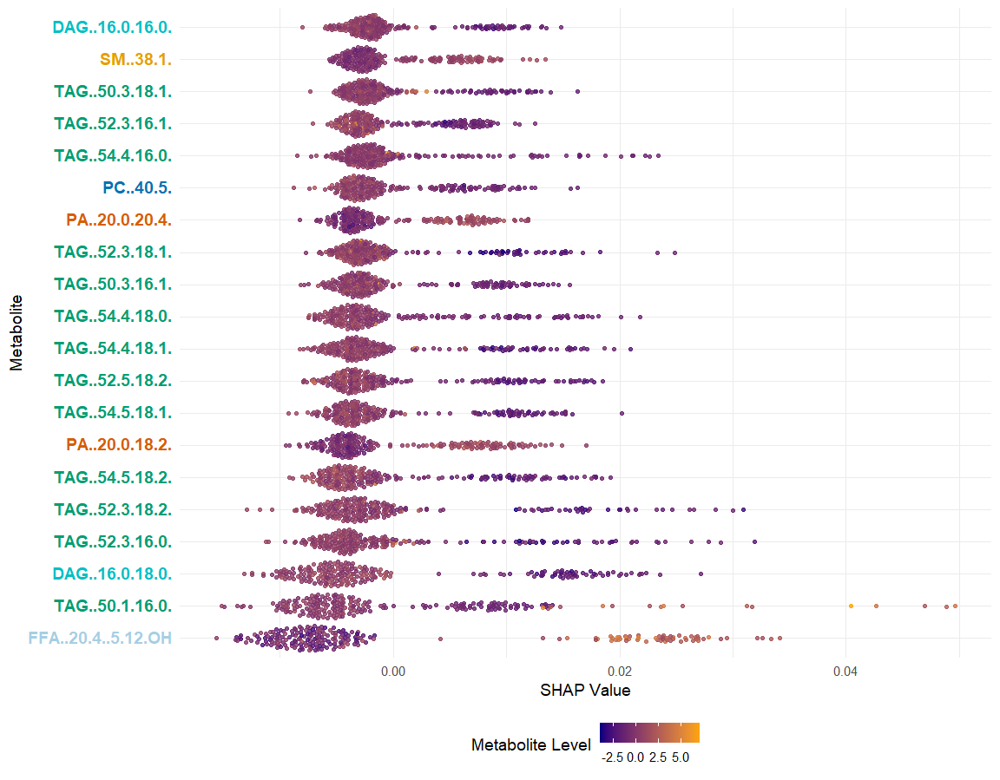 DAG..16.0.16.0.
SM..38.1.
TAG..50.3.18.1.
TAG..52.3.16.1.
TAG..54.4.16.0.
PC..40.5.
PA..20.0.20.4.
TAG..52.3.18.1.
TAG..50.3.16.1.
TAG..54.4.18.0.
TAG..54.4.18.1.
TAG..52.5.18.2.
TAG..54.5.18.1.
PA..20.0.18.2.
TAG..54.5.18.2.
TAG..52.3.18.2.
TAG..52.3.16.0.
DAG..16.0.18.0.
TAG..50.1.16.0.
FFA..20.4..5.12.OH
Metabolite
0.00 0.02 0.04
SHAP Value
Metabolite Level
-2.5 0.0 2.5 5.0